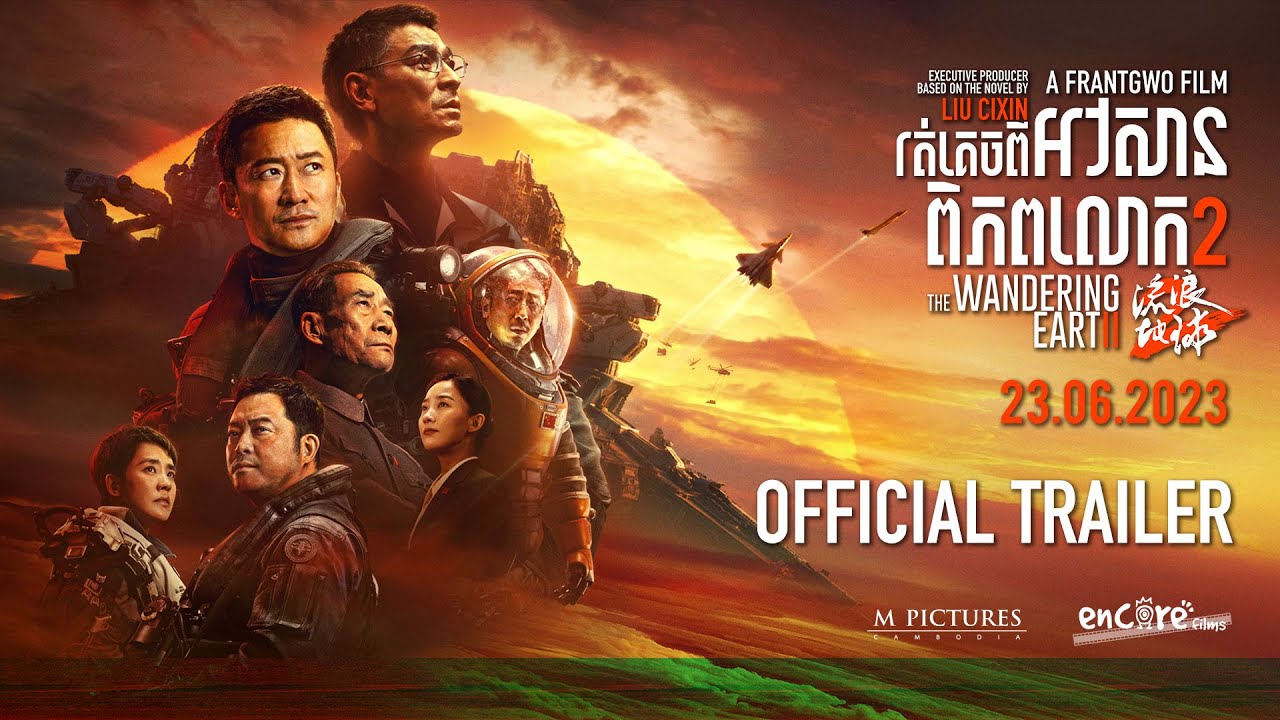 EXECUTIVE PRODUCER
BASED ON THE NOVEL BY
LIU CIXIN
A FRANTGWO FILM
រត់គេចពីអវសាន
ពិភពលោក2
THE WANDERING
EARTII
流浪
地球
23.06.2023
OFFICIAL TRAILER
M PICTURES
CAMBODIA
encore films